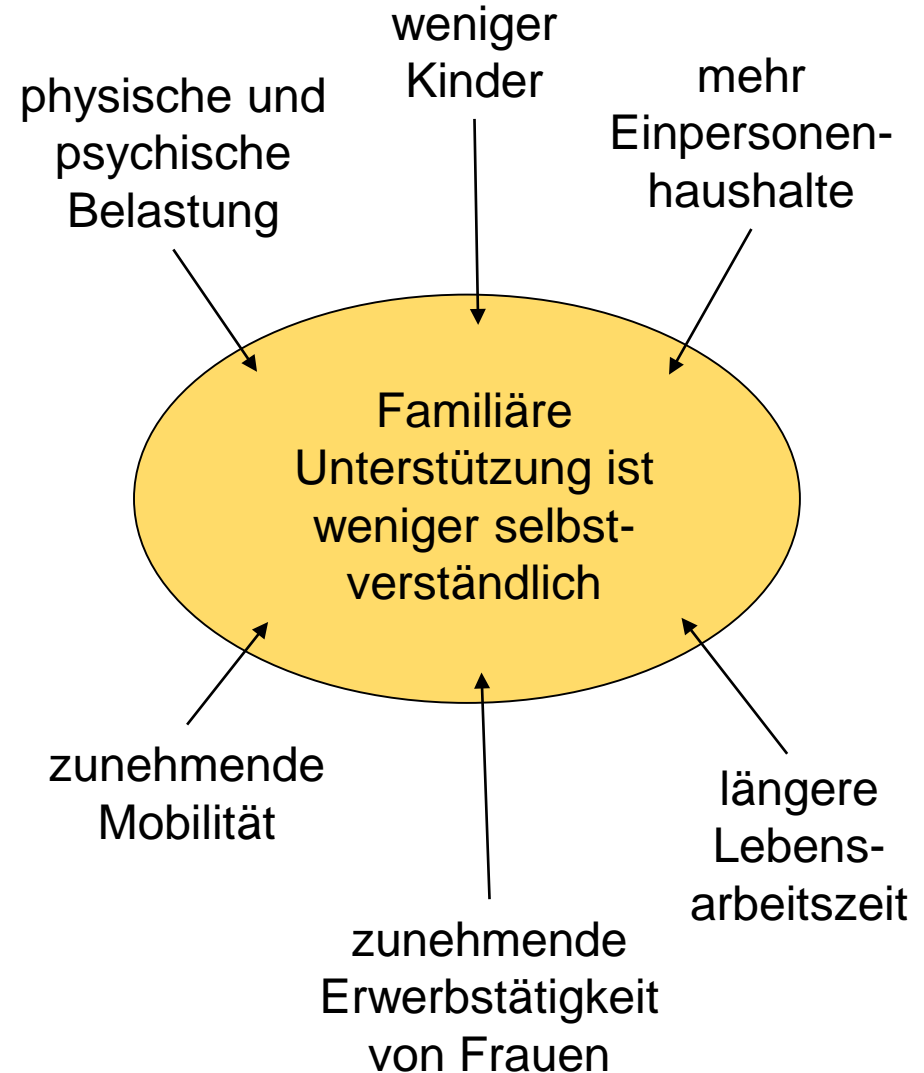 weniger
Kinder
physische und
psychische
Belastung
mehr
Einpersonen-
haushalte
Familiäre
Unterstützung ist
weniger selbst-
verständlich
zunehmende
Mobilität
zunehmende
Erwerbstätigkeit
von Frauen
längere
Lebens-
arbeitszeit